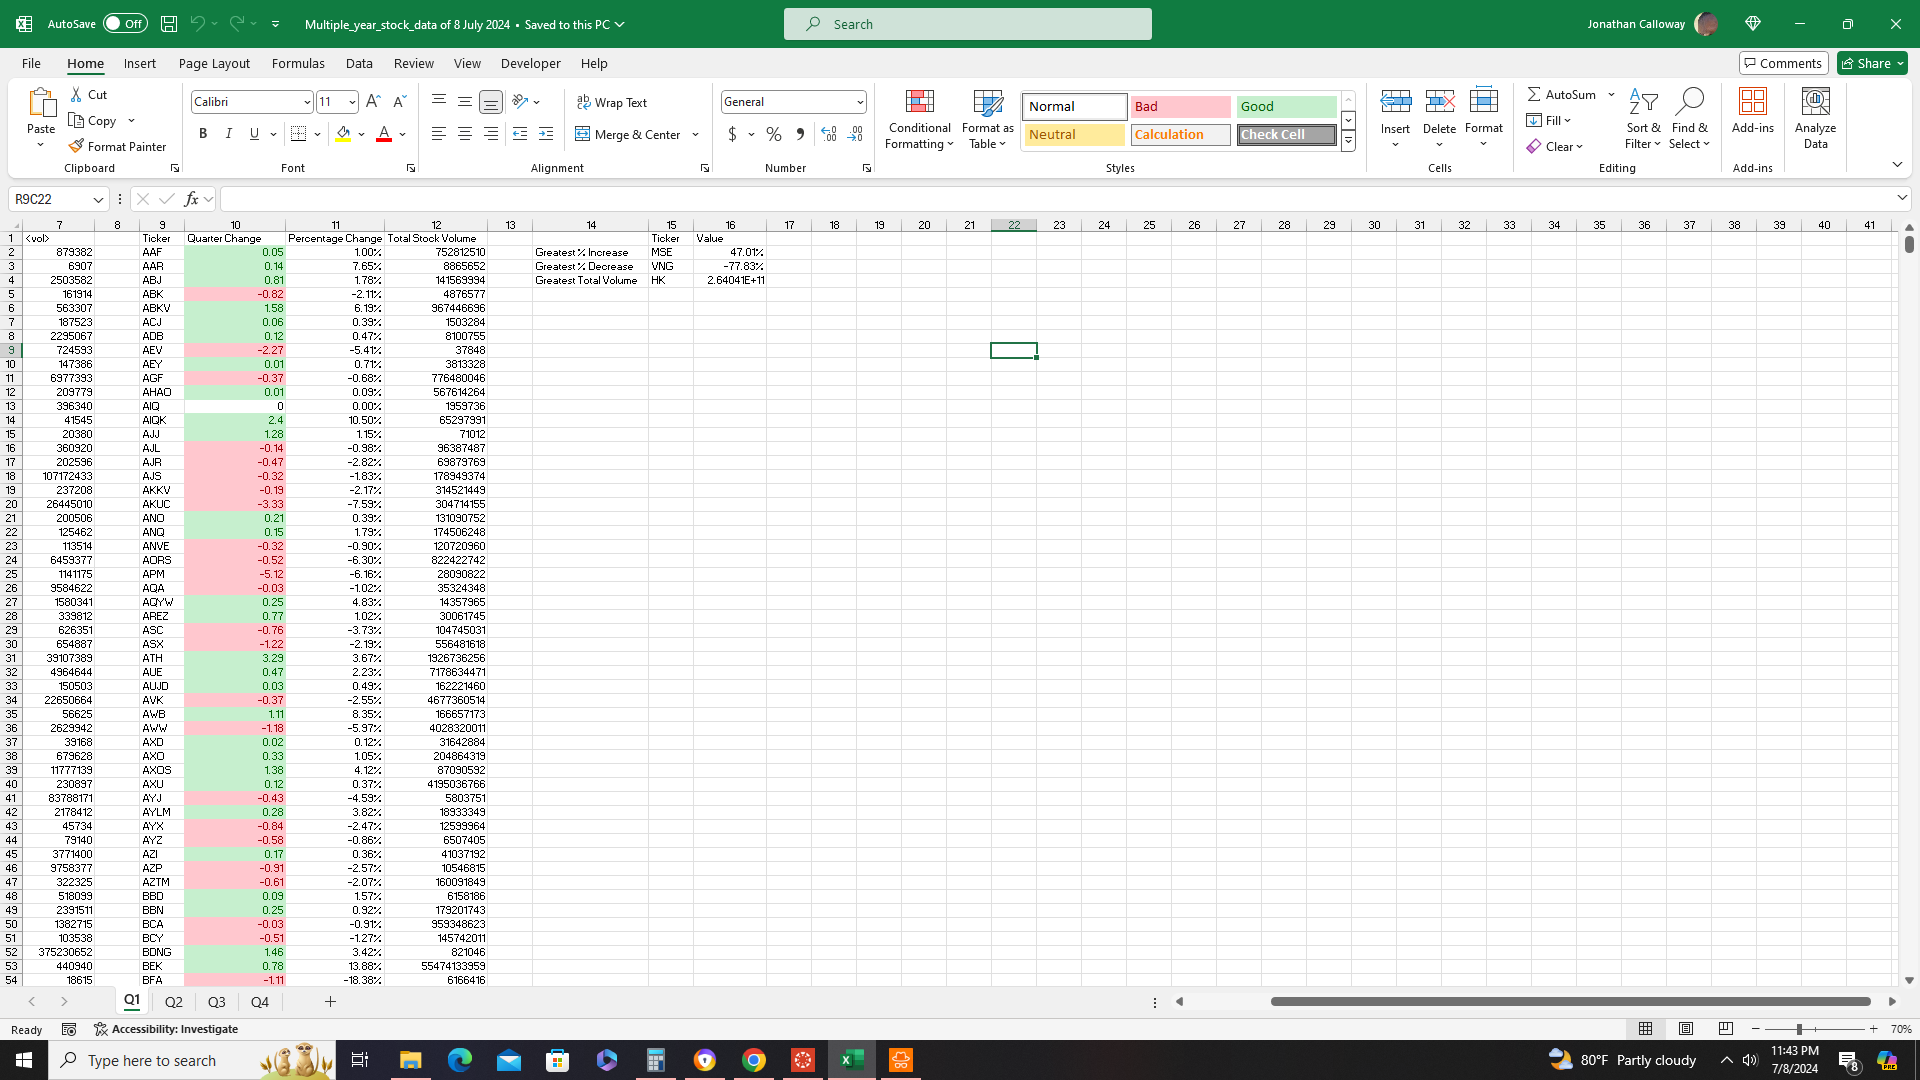 AutoSave Off Multiple_year_stock_data of 8 July 2024 • Saved to this PC Search Jonathan Calloway
File Home Insert Page Layout Formulas Data Review View Developer Help Comments Share
Paste Cut Copy Format Painter Clipboard
Calibri 11 B I U A Font
Wrap Text Merge & Center Alignment
General $ % Number
Conditional Formatting Format as Table Normal Bad Good Neutral Calculation Check Cell Styles
Insert Delete Format Cells
AutoSum Fill Clear Sort & Filter Find & Select Editing
Add-ins Add-ins Analyze Data
R9C22 fx
7 8 9 10 11 12 13 14 15 16 17 18 19 20 21 22 23 24 25 26 27 28 29 30 31 32 33 34 35 36 37 38 39 40 41
1 <vol> Ticker Quarter Change Percentage Change Total Stock Volume Ticker Value
2 879382 AAF 0.05 1.00% 752812510 Greatest % Increase MSE 47.01%
3 6907 AAR 0.14 7.65% 8865652 Greatest % Decrease VNG -77.83%
4 2503582 ABJ 0.81 1.78% 141569994 Greatest Total Volume HK 2.64041E+11
5 161914 ABK -0.82 -2.11% 4876577
6 563307 ABKV 1.58 6.19% 967446696
7 187523 ACJ 0.06 0.39% 1503284
8 2295067 ADB 0.12 0.47% 8100755
9 724593 AEV -2.27 -5.41% 37848
10 147386 AEY 0.01 0.71% 3813328
11 6977393 AGF -0.37 -0.68% 776480046
12 209779 AHAO 0.01 0.09% 567614264
13 396340 AIQ 0 0.00% 1959736
14 41545 AIQK 2.4 10.50% 65297991
15 20380 AJJ 1.28 1.15% 71012
16 360920 AJL -0.14 -0.98% 96387487
17 202596 AJR -0.47 -2.82% 69879769
18 107172433 AJS -0.32 -1.83% 178949374
19 237208 AKKV -0.19 -2.17% 314521449
20 26445010 AKUC -3.33 -7.59% 304714155
21 200506 ANO 0.21 0.39% 131090752
22 125462 ANQ 0.15 1.79% 174506248
23 113514 ANVE -0.32 -0.90% 120720960
24 6459377 AORS -0.52 -6.30% 822422742
25 1141175 APM -5.12 -6.16% 28090822
26 9584622 AQA -0.03 -1.02% 35324348
27 1580341 AQYW 0.25 4.83% 14357965
28 339812 AREZ 0.77 1.02% 30061745
29 626351 ASC -0.76 -3.73% 104745031
30 654887 ASX -1.22 -2.19% 556481618
31 39107389 ATH 3.29 3.67% 1926736256
32 4964644 AUE 0.47 2.23% 7178634471
33 150503 AUJD 0.03 0.49% 162221460
34 22650664 AVK -0.37 -2.55% 4677360514
35 56625 AWB 1.11 8.35% 166657173
36 2629942 AWW -1.18 -5.97% 4028320011
37 39168 AXD 0.02 0.12% 31642884
38 679628 AXO 0.33 1.05% 204864319
39 11777139 AXOS 1.38 4.12% 87090592
40 230897 AXU 0.12 0.37% 4195036766
41 83788171 AYJ -0.43 -4.59% 5803751
42 2178412 AYLM 0.28 3.82% 18933349
43 45734 AYX -0.84 -2.47% 12599964
44 79140 AYZ -0.58 -0.86% 6507405
45 3771400 AZI 0.17 0.36% 41037192
46 9758377 AZP -0.91 -2.57% 10546815
47 322325 AZTM -0.61 -2.07% 160091849
48 518099 BBD 0.09 1.57% 6158186
49 2391511 BBN 0.25 0.92% 179201743
50 1382715 BCA -0.03 -0.91% 959348623
51 103538 BCY -0.51 -1.27% 145742011
52 375230652 BDNG 1.46 3.42% 821046
53 440940 BEK 0.78 13.88% 55474133959
54 18615 BFA -1.11 -18.38% 6166416
Q1 Q2 Q3 Q4
Ready Accessibility: Investigate 70%
Type here to search 80°F Partly cloudy 11:43 PM 7/8/2024 8